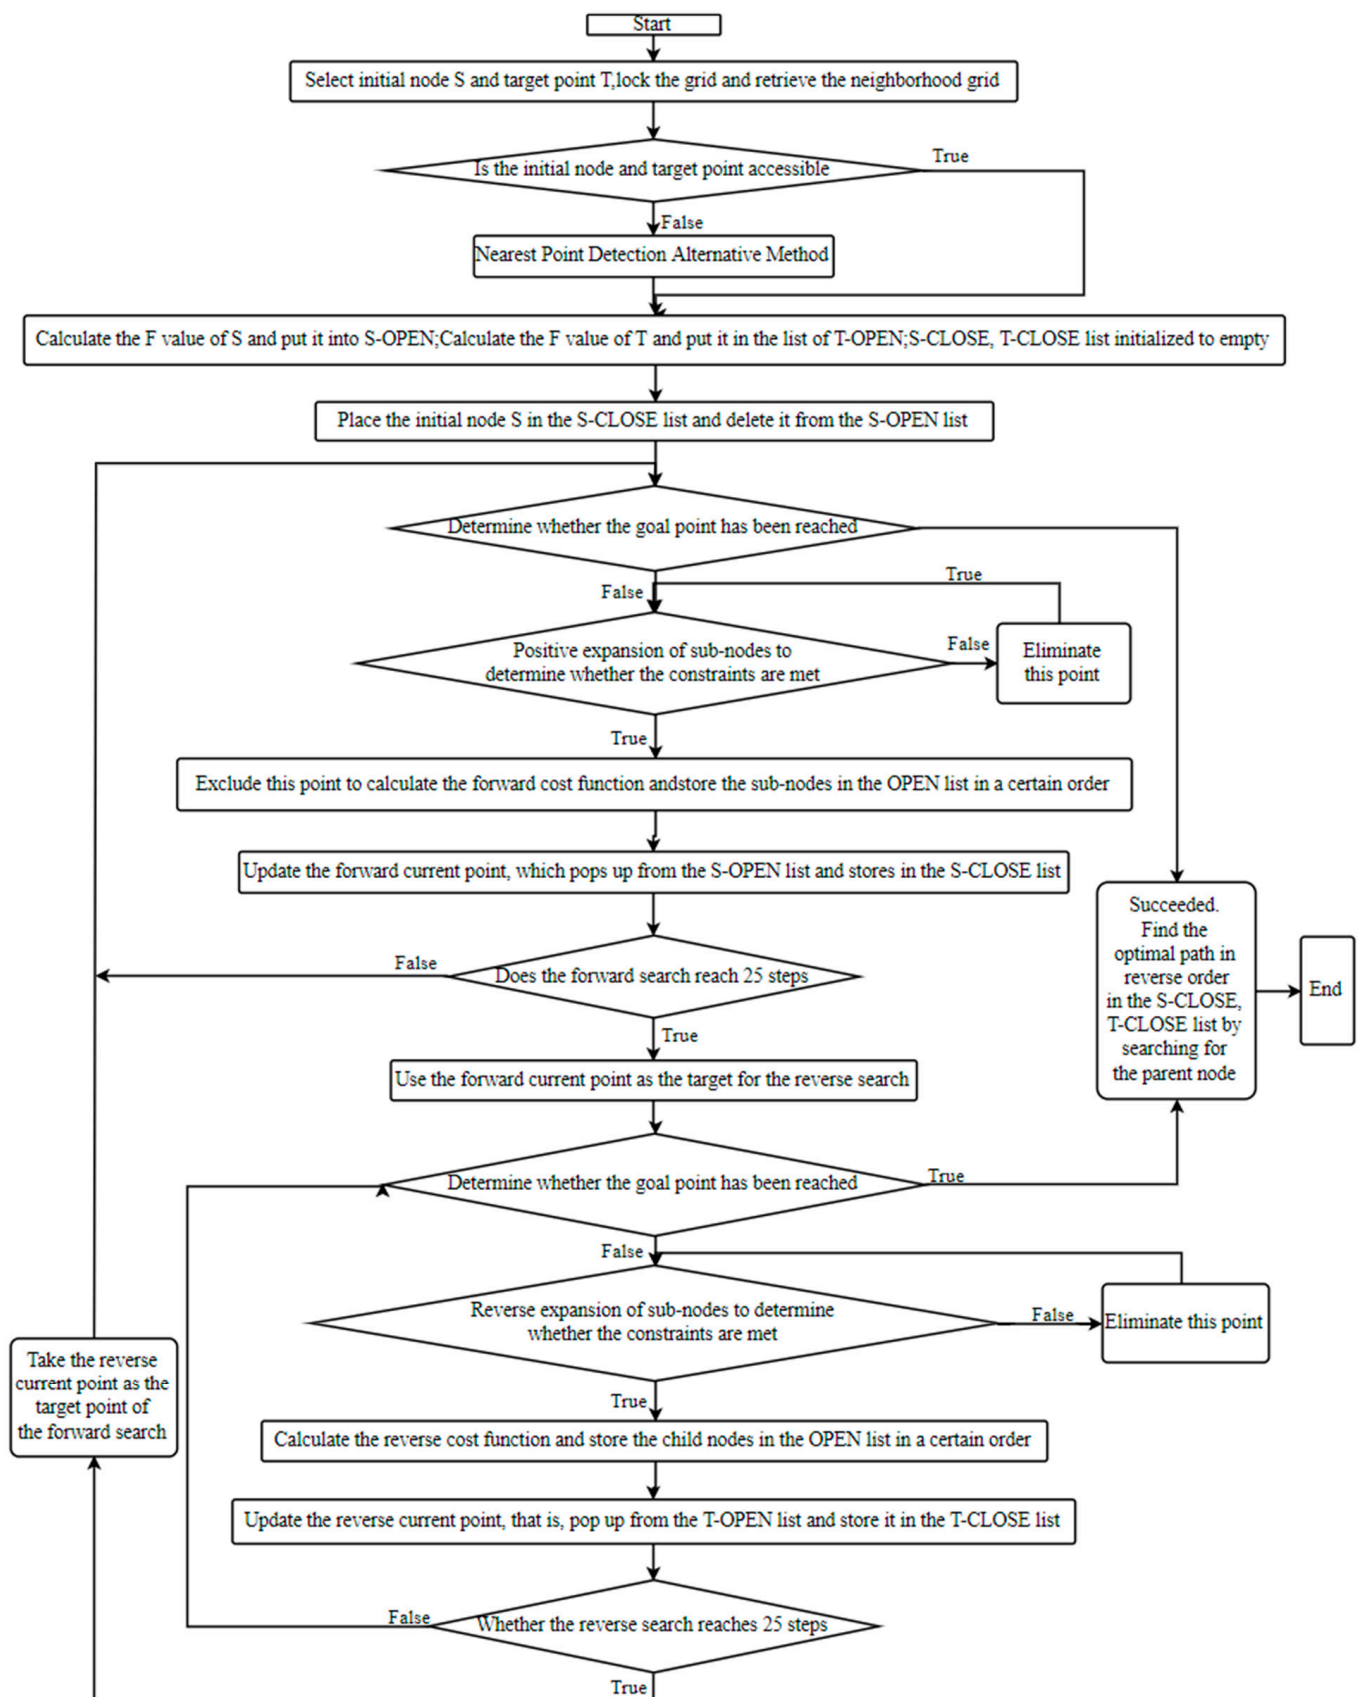 Start
Select initial node S and target point T,lock the grid and retrieve the neighborhood grid
Is the initial node and target point accessible
True
False
Nearest Point Detection Alternative Method
Calculate the F value of S and put it into S-OPEN;Calculate the F value of T and put it in the list of T-OPEN;S-CLOSE, T-CLOSE list initialized to empty
Place the initial node S in the S-CLOSE list and delete it from the S-OPEN list
Determine whether the goal point has been reached
False
True
Positive expansion of sub-nodes to
determine whether the constraints are met
False
Eliminate
this point
True
Exclude this point to calculate the forward cost function andstore the sub-nodes in the OPEN list in a certain order
Update the forward current point, which pops up from the S-OPEN list and stores in the S-CLOSE list
Does the forward search reach 25 steps
False
True
Succeeded.
Find the
optimal path in
reverse order
in the S-CLOSE,
T-CLOSE list by
searching for
the parent node
End
Use the forward current point as the target for the reverse search
Determine whether the goal point has been reached
True
False
Reverse expansion of sub-nodes to determine
whether the constraints are met
False
Eliminate this point
True
Take the reverse
current point as the
target point of
the forward search
Calculate the reverse cost function and store the child nodes in the OPEN list in a certain order
Update the reverse current point, that is, pop up from the T-OPEN list and store it in the T-CLOSE list
Whether the reverse search reaches 25 steps
False
True